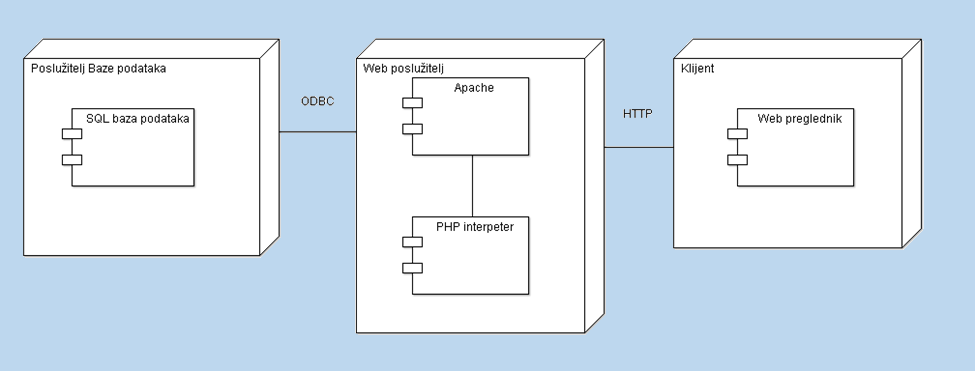 Poslužitelj Baze podataka
SQL baza podataka
ODBC
Web poslužitelj
Apache
PHP interpeter
HTTP
Klijent
Web preglednik